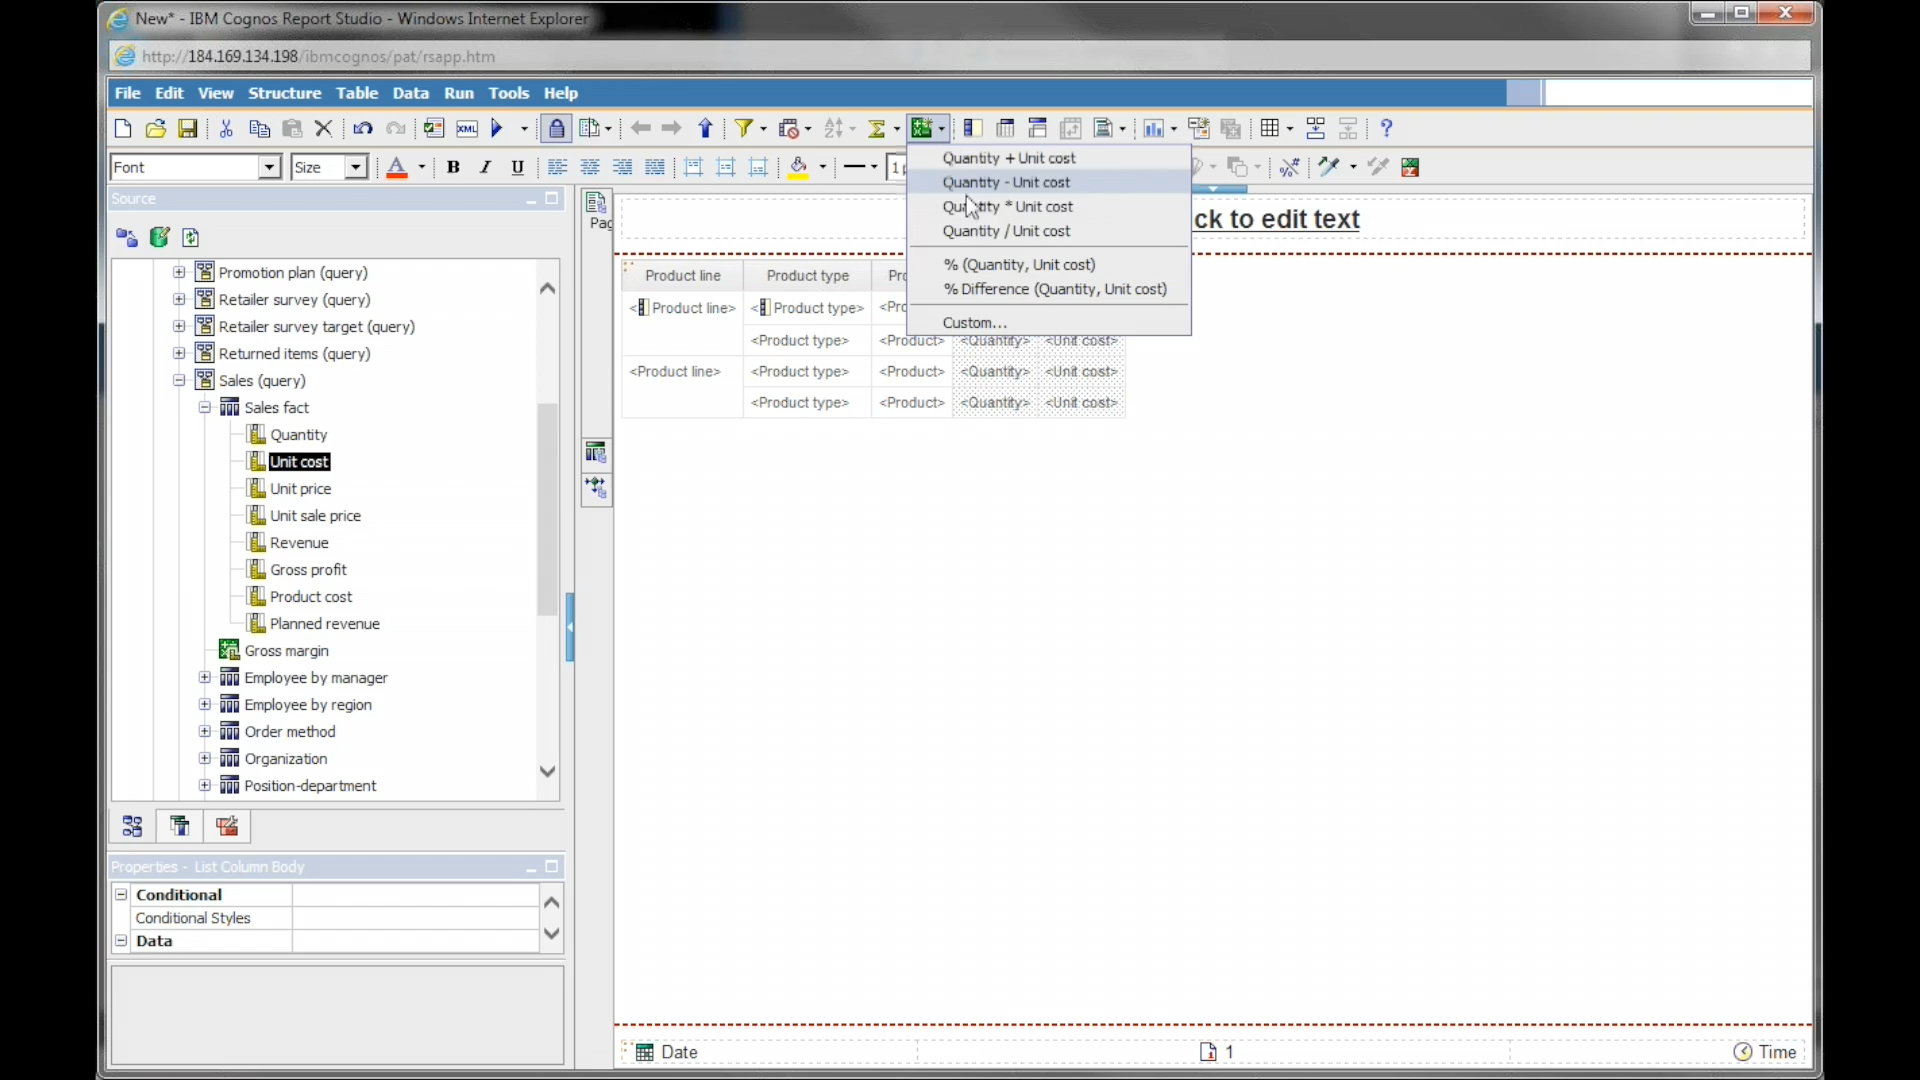 New* - IBM Cognos Report Studio - Windows Internet Explorer
http://184.169.134.198/ibmcognos/pat/rsapp.htm
File Edit View Structure Table Data Run Tools Help
XML
Font Size A B I U 1
Quantity + Unit cost
Quantity - Unit cost
Quantity * Unit cost
Quantity / Unit cost
% (Quantity, Unit cost)
% Difference (Quantity, Unit cost)
Custom...
Source
Promotion plan (query)
Retailer survey (query)
Retailer survey target (query)
Returned items (query)
Sales (query)
Sales fact
Quantity
Unit cost
Unit price
Unit sale price
Revenue
Gross profit
Product cost
Planned revenue
Gross margin
Employee by manager
Employee by region
Order method
Organization
Position-department
Properties - List Column Body
Conditional
Conditional Styles
Data
Pag
ck to edit text
Product line Product type Pro
<Product line> <Product type> <Pro
<Product type> <Product> <Quantity> <Unit cost>
<Product line> <Product type> <Product> <Quantity> <Unit cost>
<Product type> <Product> <Quantity> <Unit cost>
Date 1 Time